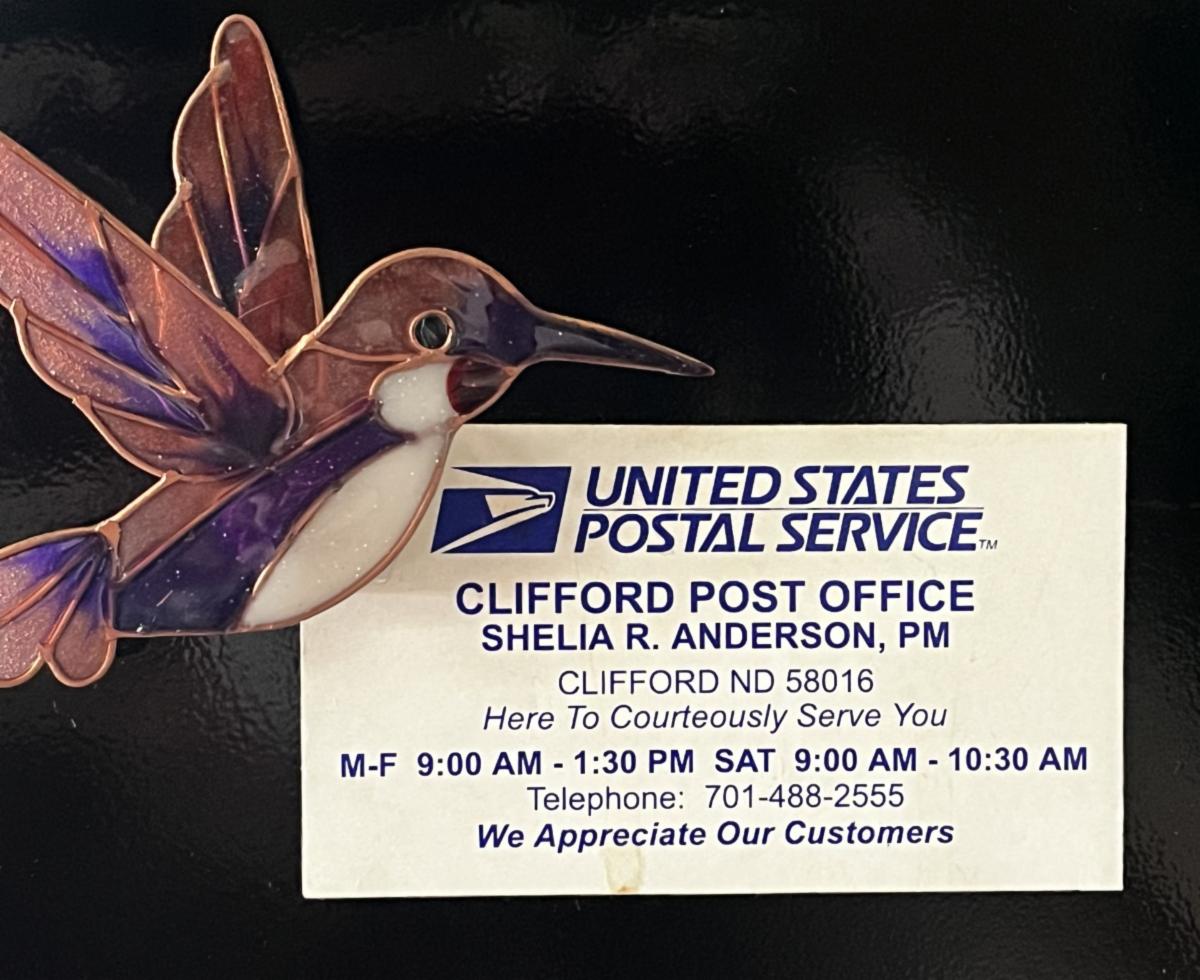 UNITED STATES
POSTAL SERVICE™
CLIFFORD POST OFFICE
SHELIA R. ANDERSON, PM
CLIFFORD ND 58016
Here To Courteously Serve You
M-F 9:00 AM - 1:30 PM SAT 9:00 AM - 10:30 AM
Telephone: 701-488-2555
We Appreciate Our Customers